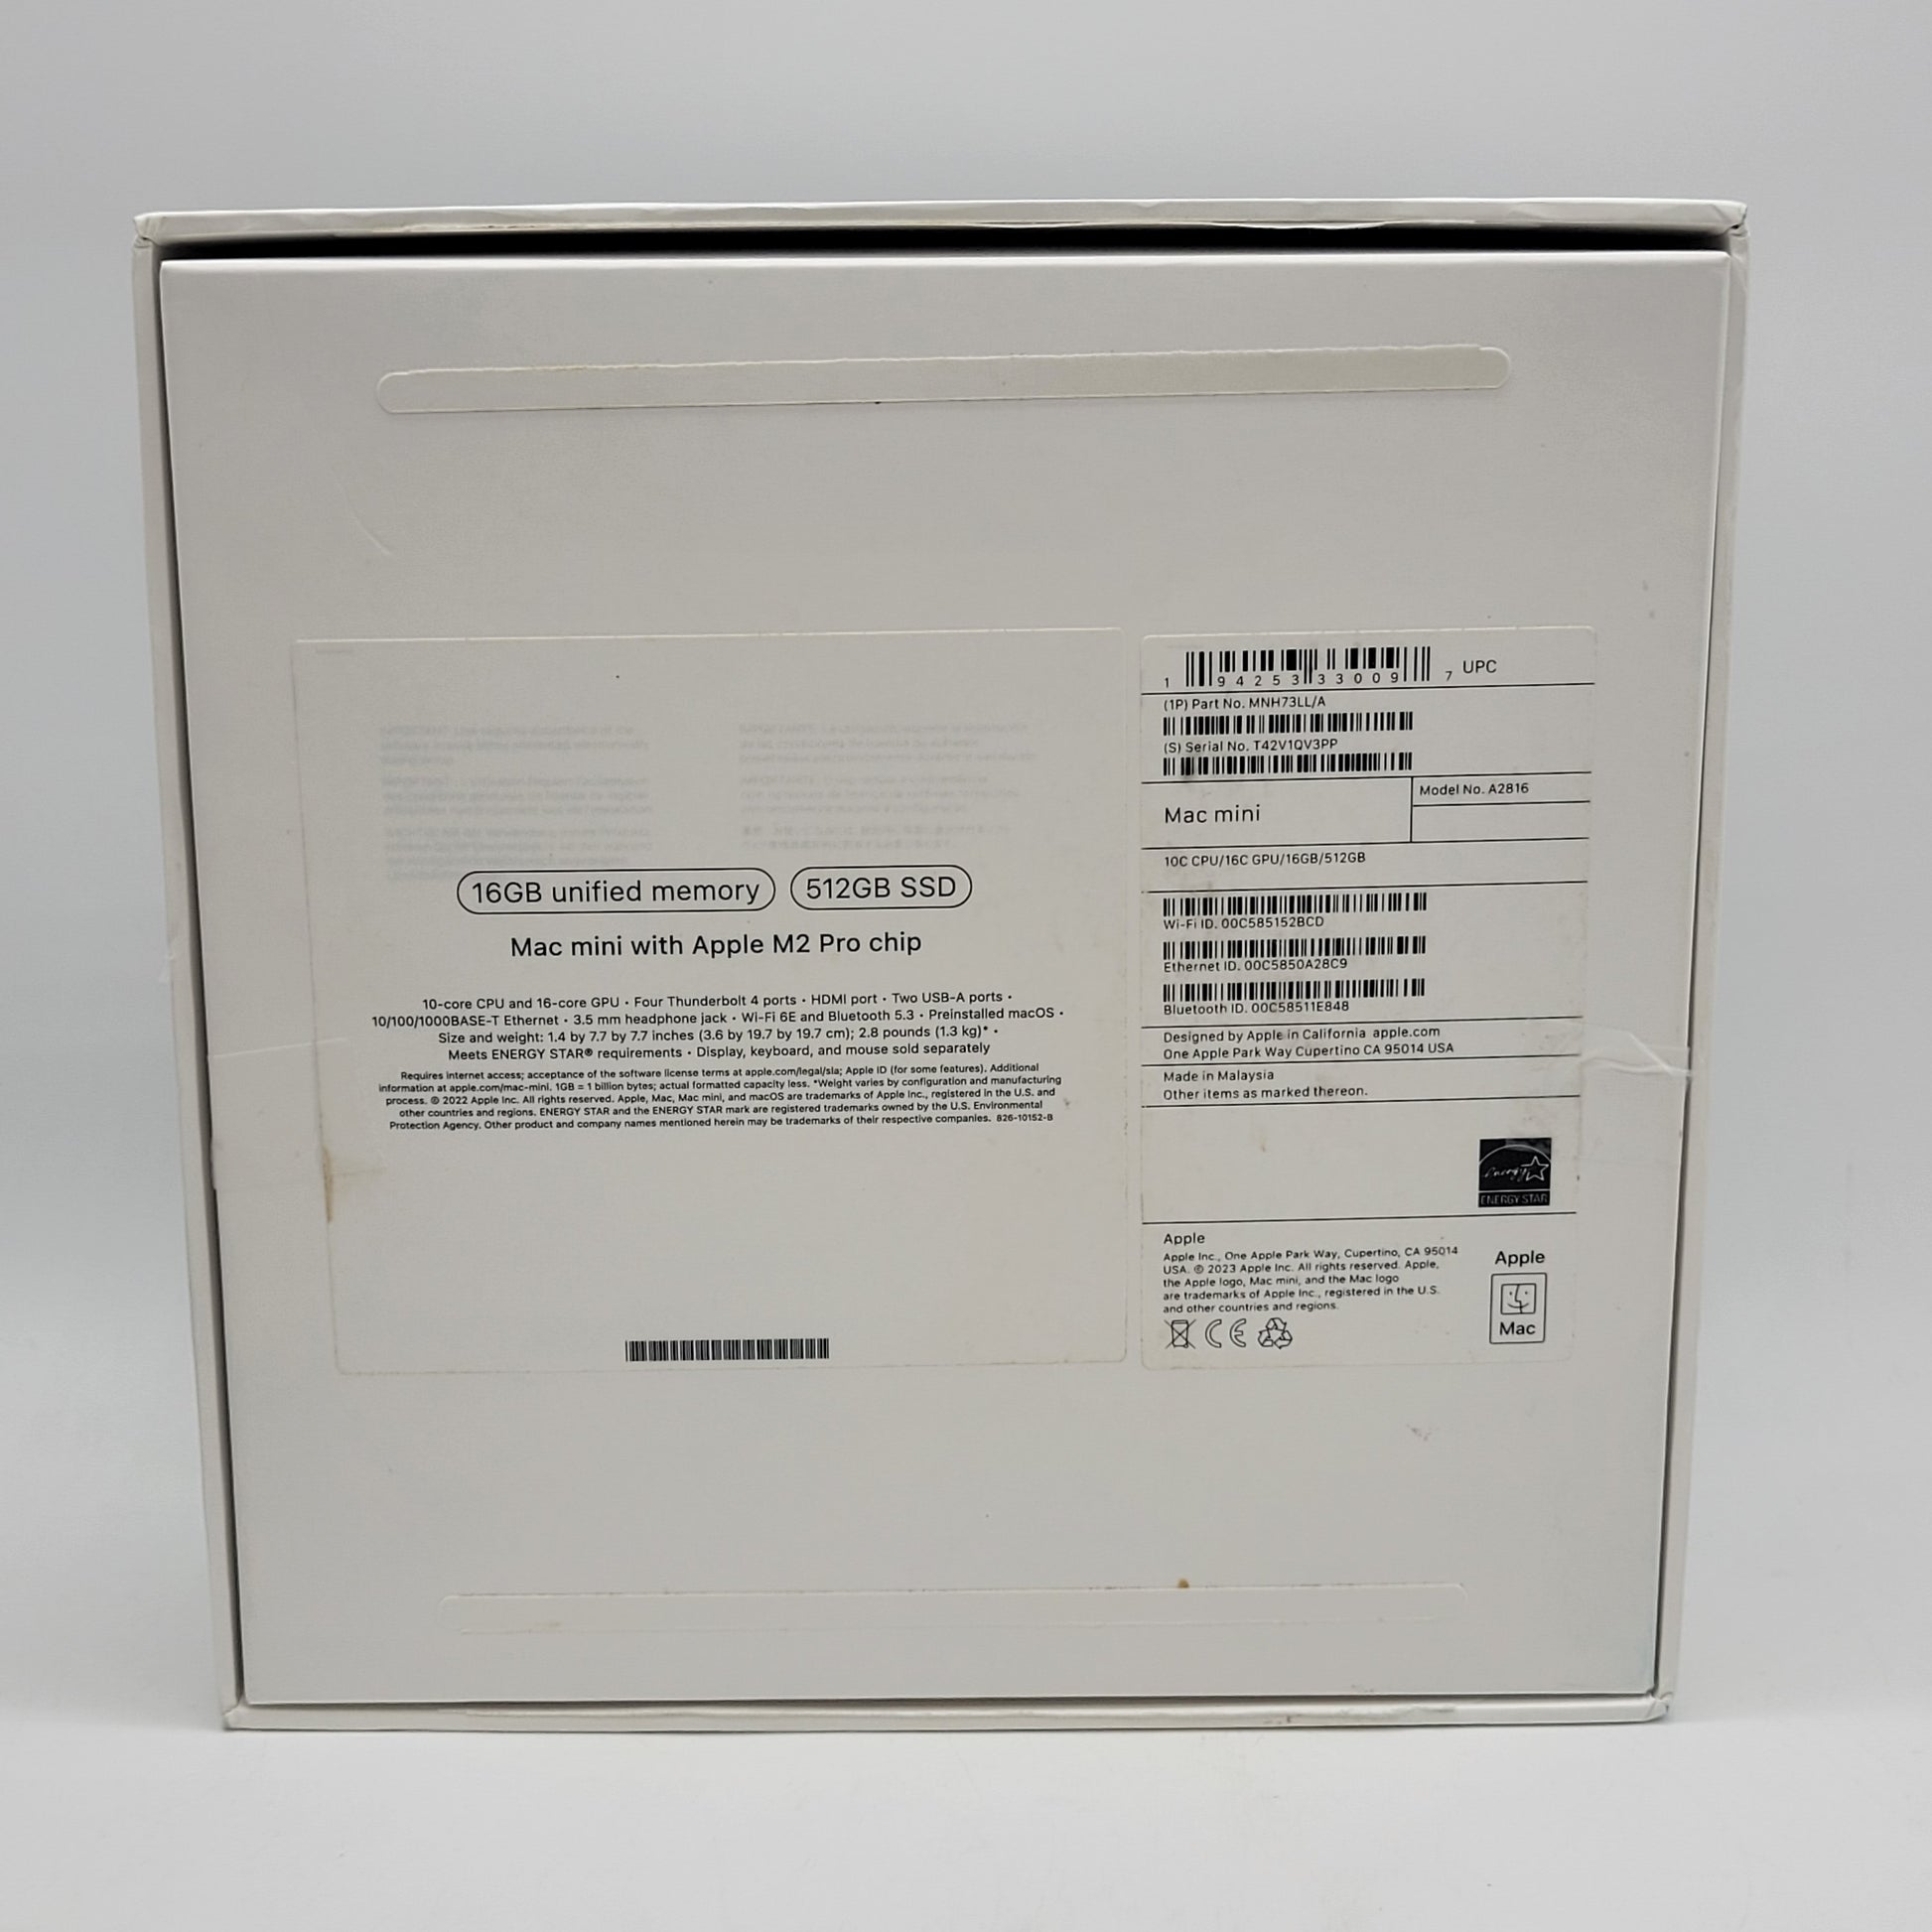 16GB unified memory 512GB SSD
Mac mini with Apple M2 Pro chip
10-core CPU and 16-core GPU • Four Thunderbolt 4 ports • HDMI port • Two USB-A ports •
10/100/1000BASE-T Ethernet • 3.5 mm headphone jack • Wi-Fi 6E and Bluetooth 5.3 • Preinstalled macOS •
Size and weight: 1.4 by 7.7 by 7.7 inches (3.6 by 19.7 by 19.7 cm); 2.8 pounds (1.3 kg)* •
Meets ENERGY STAR® requirements • Display, keyboard, and mouse sold separately
Requires internet access; acceptance of the software license terms at apple.com/legal/sla; Apple ID (for some features). Additional
information at apple.com/mac-mini. 1GB = 1 billion bytes; actual formatted capacity less. *Weight varies by configuration and manufacturing
process. © 2022 Apple Inc. All rights reserved. Apple, Mac, Mac mini, and macOS are trademarks of Apple Inc., registered in the U.S. and
other countries and regions. ENERGY STAR and the ENERGY STAR mark are registered trademarks owned by the U.S. Environmental
Protection Agency. Other product and company names mentioned herein may be trademarks of their respective companies. 826-10152-B
1 94253 33009 7 UPC
(1P) Part No. MNH73LL/A
(S) Serial No. T42V1QV3PP
Mac mini
Model No. A2816
10C CPU/16C GPU/16GB/512GB
Wi-Fi ID. 00C585152BCD
Ethernet ID. 00C5850A28C9
Bluetooth ID. 00C58511E848
Designed by Apple in California apple.com
One Apple Park Way Cupertino CA 95014 USA
Made in Malaysia
Other items as marked thereon.
energy
ENERGY STAR
Apple
Apple Inc., One Apple Park Way, Cupertino, CA 95014
USA. © 2023 Apple Inc. All rights reserved. Apple,
the Apple logo, Mac mini, and the Mac logo
are trademarks of Apple Inc., registered in the U.S.
and other countries and regions.
CE
Apple
Mac